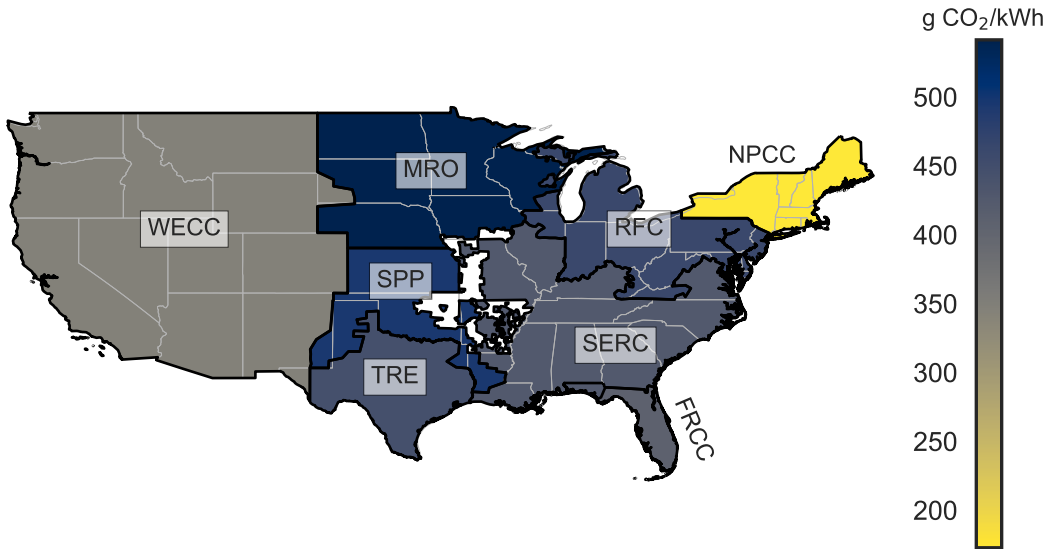 g CO₂/kWh
500
450
400
350
300
250
200
NPCC
MRO
WECC
RFC
SPP
SERC
TRE
FRCC